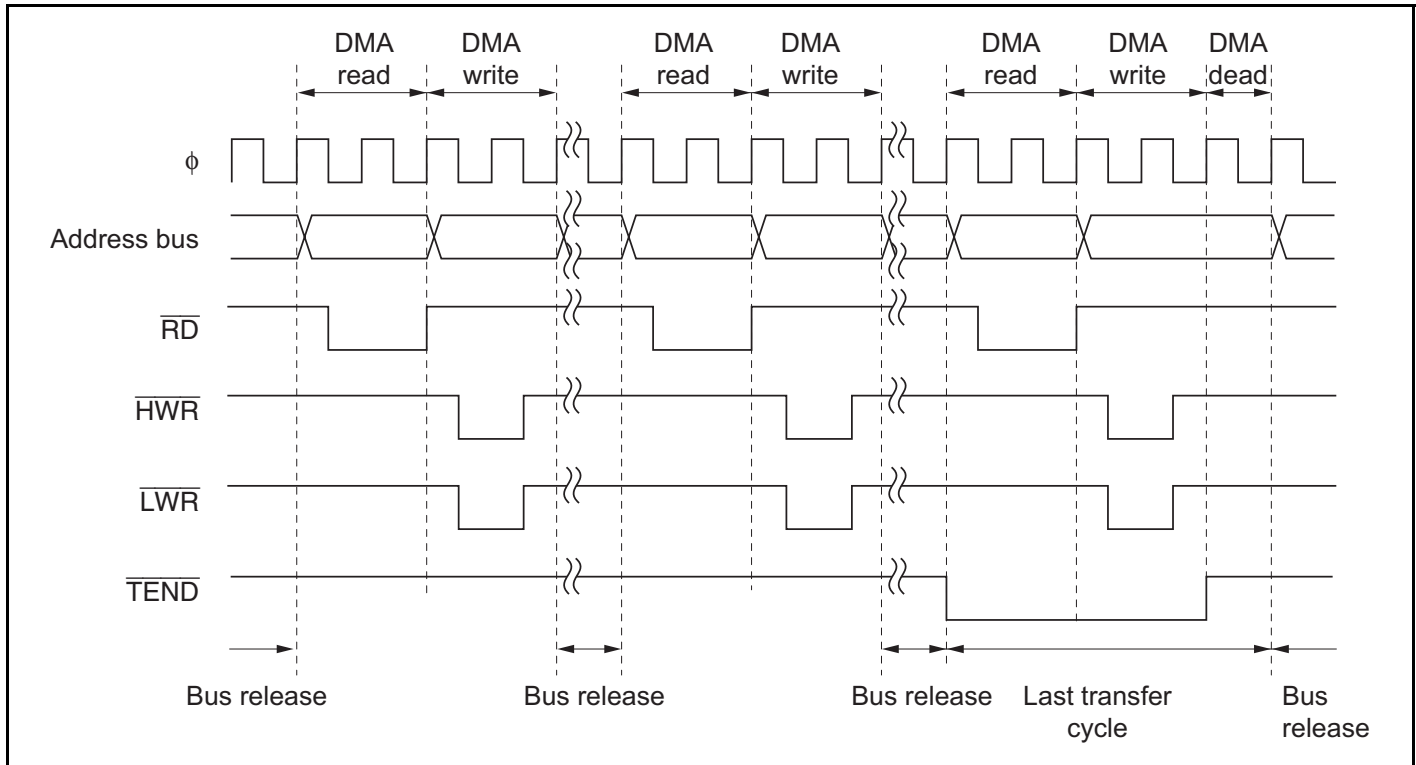 DMA read DMA write DMA read DMA write DMA read DMA write DMA dead
ϕ
Address bus
RD
HWR
LWR
TEND
Bus release Bus release Bus release Last transfer cycle Bus release